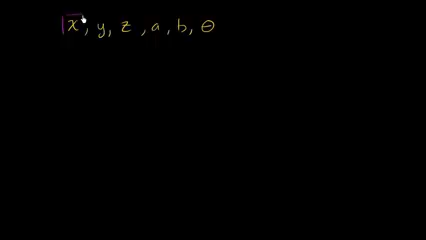 x, y, z, a, b, θ